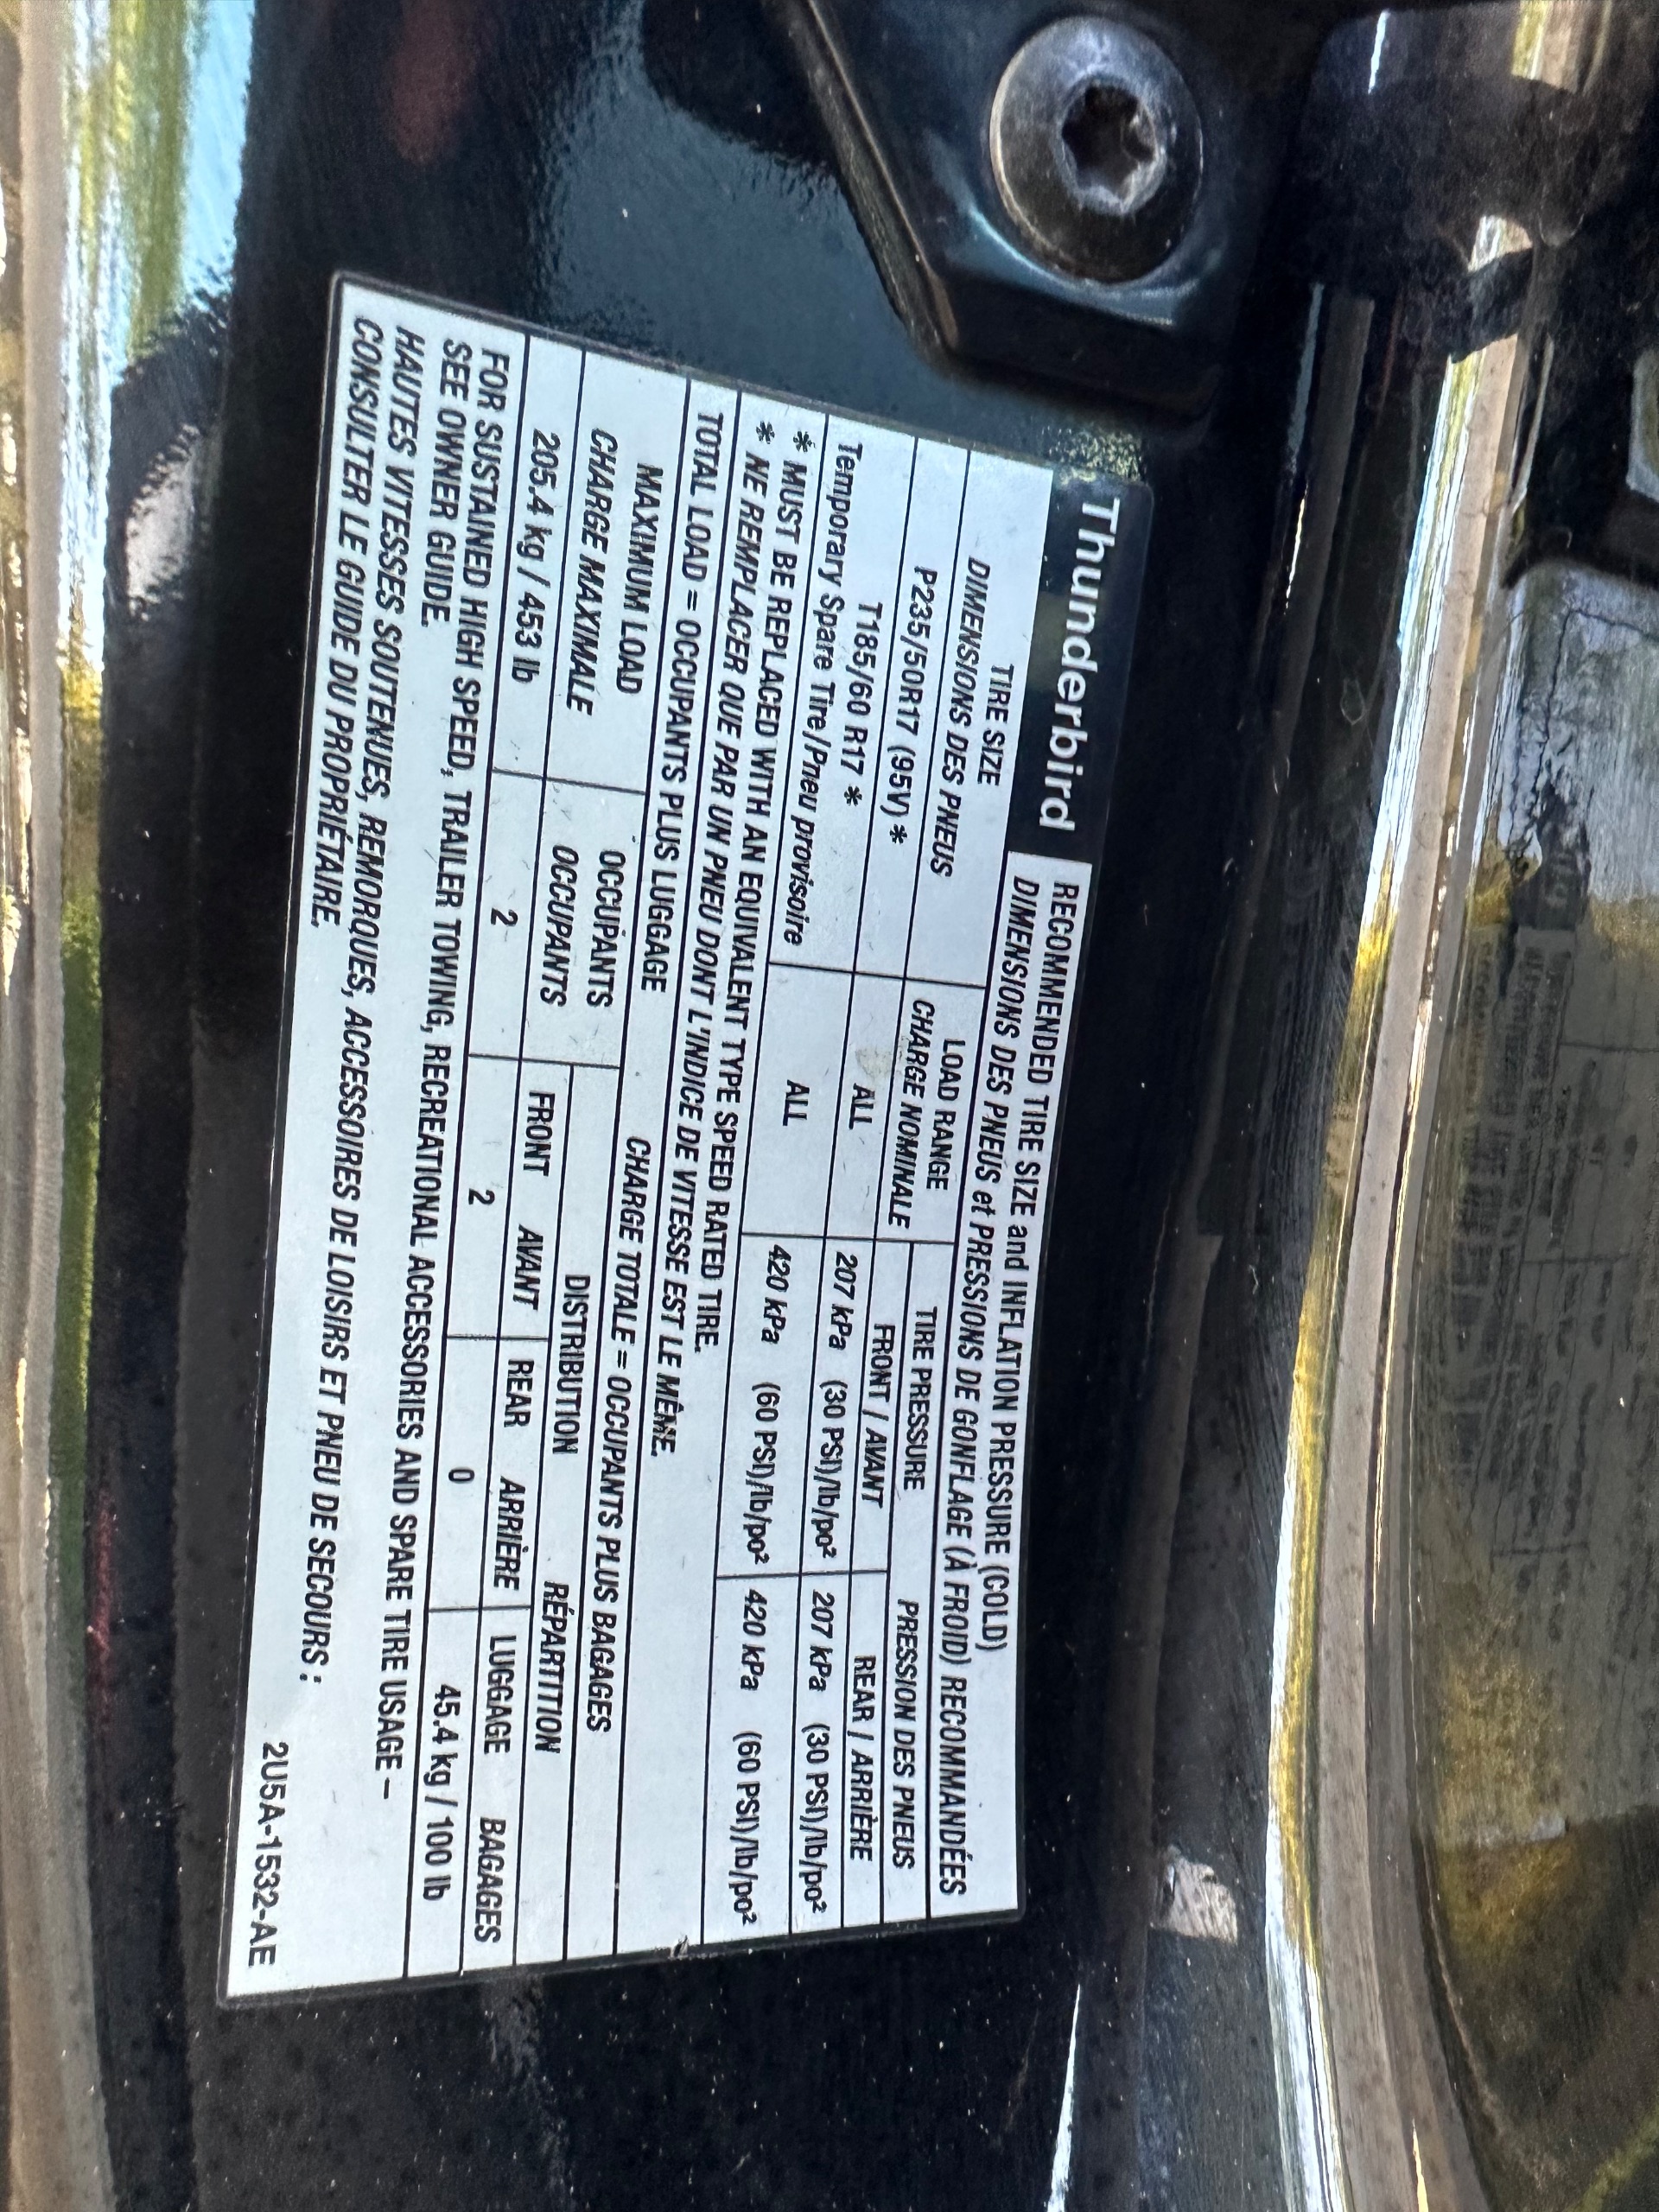 Thunderbird
RECOMMENDED TIRE SIZE and INFLATION PRESSURE (COLD)
DIMENSIONS DES PNEUS et PRESSIONS DE GONFLAGE (À FROID) RECOMMANDÉES
TIRE SIZE LOAD RANGE TIRE PRESSURE PRESSION DES PNEUS
DIMENSIONS DES PNEUS CHARGE NOMINALE FRONT / AVANT REAR / ARRIÈRE
P235/50R17 (95V) * ALL 207 kPa (30 PSI)/lb/po² 207 kPa (30 PSI)/lb/po²
T185/60 R17 *
Temporary Spare Tire/Pneu provisoire ALL 420 kPa (60 PSI)/lb/po² 420 kPa (60 PSI)/lb/po²
* MUST BE REPLACED WITH AN EQUIVALENT TYPE SPEED RATED TIRE.
* NE REMPLACER QUE PAR UN PNEU DONT L'INDICE DE VITESSE EST LE MÊME.
TOTAL LOAD = OCCUPANTS PLUS LUGGAGE CHARGE TOTALE = OCCUPANTS PLUS BAGAGES
MAXIMUM LOAD OCCUPANTS DISTRIBUTION RÉPARTITION
CHARGE MAXIMALE OCCUPANTS FRONT AVANT REAR ARRIÈRE LUGGAGE BAGAGES
205.4 kg / 453 lb 2 2 0 45.4 kg / 100 lb
FOR SUSTAINED HIGH SPEED, TRAILER TOWING, RECREATIONAL ACCESSORIES AND SPARE TIRE USAGE –
SEE OWNER GUIDE.
HAUTES VITESSES SOUTENUES, REMORQUES, ACCESSOIRES DE LOISIRS ET PNEU DE SECOURS :
CONSULTER LE GUIDE DU PROPRIÉTAIRE.
2U5A-1532-AE